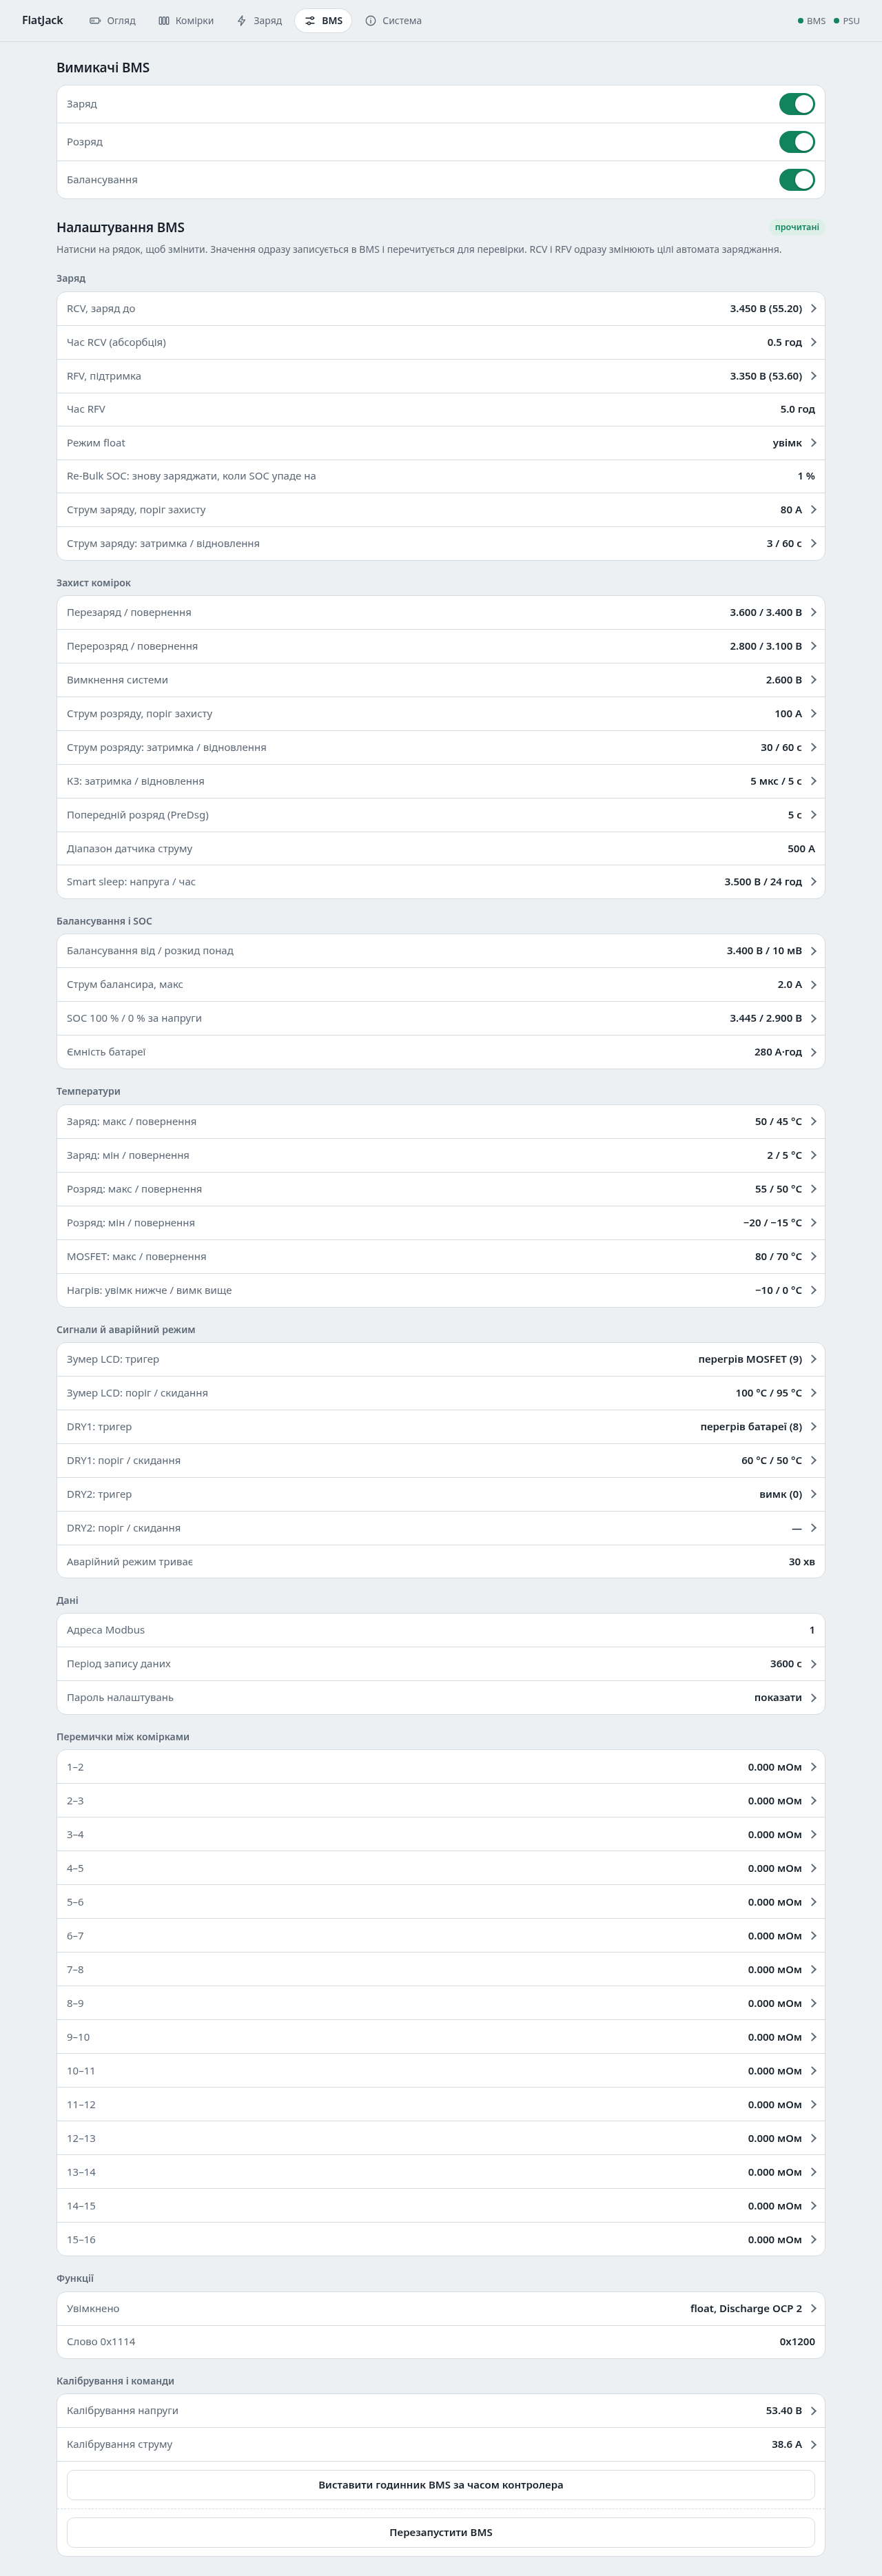 FlatJack Огляд Комірки Заряд BMS Система BMS PSU
Вимикачі BMS
Заряд
Розряд
Балансування
Налаштування BMS прочитані
Натисни на рядок, щоб змінити. Значення одразу записується в BMS і перечитується для перевірки. RCV і RFV одразу змінюють цілі автомата заряджання.
Заряд
RCV, заряд до 3.450 В (55.20)
Час RCV (абсорбція) 0.5 год
RFV, підтримка 3.350 В (53.60)
Час RFV 5.0 год
Режим float увімк
Re-Bulk SOC: знову заряджати, коли SOC упаде на 1 %
Струм заряду, поріг захисту 80 А
Струм заряду: затримка / відновлення 3 / 60 с
Захист комірок
Перезаряд / повернення 3.600 / 3.400 В
Перерозряд / повернення 2.800 / 3.100 В
Вимкнення системи 2.600 В
Струм розряду, поріг захисту 100 А
Струм розряду: затримка / відновлення 30 / 60 с
КЗ: затримка / відновлення 5 мкс / 5 с
Попередній розряд (PreDsg) 5 с
Діапазон датчика струму 500 А
Smart sleep: напруга / час 3.500 В / 24 год
Балансування і SOC
Балансування від / розкид понад 3.400 В / 10 мВ
Струм балансира, макс 2.0 А
SOC 100 % / 0 % за напруги 3.445 / 2.900 В
Ємність батареї 280 А·год
Температури
Заряд: макс / повернення 50 / 45 °C
Заряд: мін / повернення 2 / 5 °C
Розряд: макс / повернення 55 / 50 °C
Розряд: мін / повернення −20 / −15 °C
MOSFET: макс / повернення 80 / 70 °C
Нагрів: увімк нижче / вимк вище −10 / 0 °C
Сигнали й аварійний режим
Зумер LCD: тригер перегрів MOSFET (9)
Зумер LCD: поріг / скидання 100 °C / 95 °C
DRY1: тригер перегрів батареї (8)
DRY1: поріг / скидання 60 °C / 50 °C
DRY2: тригер вимк (0)
DRY2: поріг / скидання —
Аварійний режим триває 30 хв
Дані
Адреса Modbus 1
Період запису даних 3600 с
Пароль налаштувань показати
Перемички між комірками
1–2 0.000 мОм
2–3 0.000 мОм
3–4 0.000 мОм
4–5 0.000 мОм
5–6 0.000 мОм
6–7 0.000 мОм
7–8 0.000 мОм
8–9 0.000 мОм
9–10 0.000 мОм
10–11 0.000 мОм
11–12 0.000 мОм
12–13 0.000 мОм
13–14 0.000 мОм
14–15 0.000 мОм
15–16 0.000 мОм
Функції
Увімкнено float, Discharge OCP 2
Слово 0x1114 0x1200
Калібрування і команди
Калібрування напруги 53.40 В
Калібрування струму 38.6 А
Виставити годинник BMS за часом контролера
Перезапустити BMS